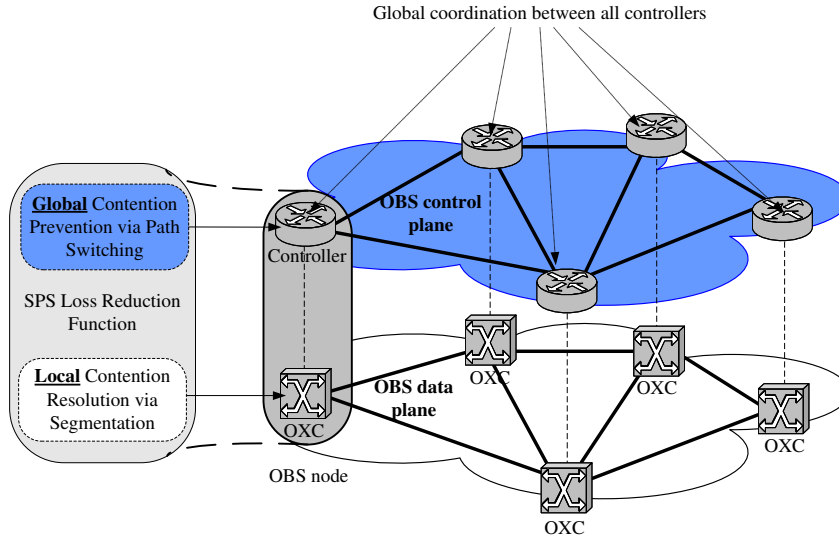 Global coordination between all controllers
Global Contention
Prevention via Path
Switching
SPS Loss Reduction
Function
Local Contention
Resolution via
Segmentation
OBS control
plane
Controller
OBS data
plane
OXC
OXC
OXC
OXC
OXC
OBS node